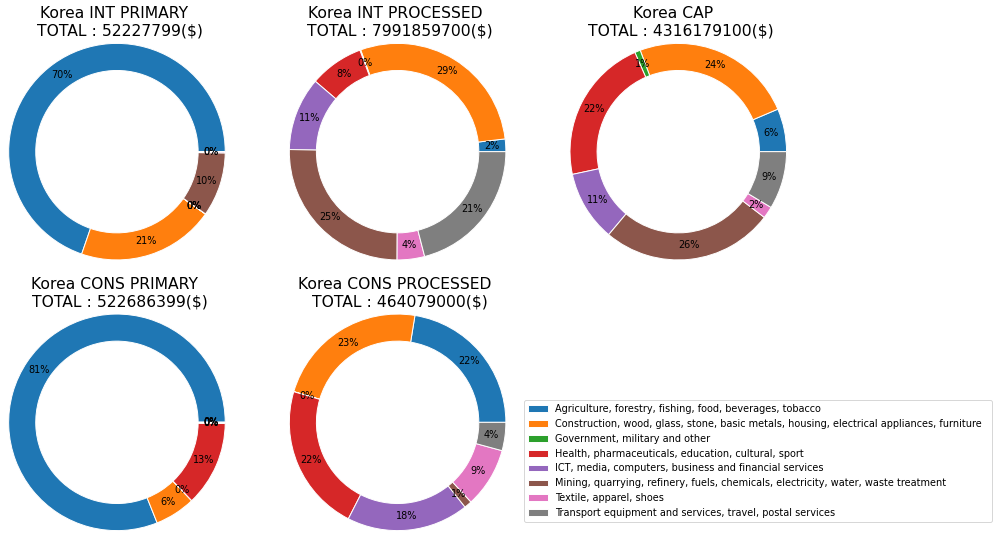 Korea INT PRIMARY
TOTAL : 52227799($)
70%
21%
0%
0%
10%
0%
Korea INT PROCESSED
TOTAL : 7991859700($)
2%
29%
0%
8%
11%
25%
4%
21%
Korea CAP
TOTAL : 4316179100($)
6%
24%
1%
22%
11%
26%
2%
9%
Korea CONS PRIMARY
TOTAL : 522686399($)
81%
6%
0%
13%
0%
Korea CONS PROCESSED
TOTAL : 464079000($)
22%
23%
0%
22%
18%
1%
9%
4%
Agriculture, forestry, fishing, food, beverages, tobacco
Construction, wood, glass, stone, basic metals, housing, electrical appliances, furniture
Government, military and other
Health, pharmaceuticals, education, cultural, sport
ICT, media, computers, business and financial services
Mining, quarrying, refinery, fuels, chemicals, electricity, water, waste treatment
Textile, apparel, shoes
Transport equipment and services, travel, postal services